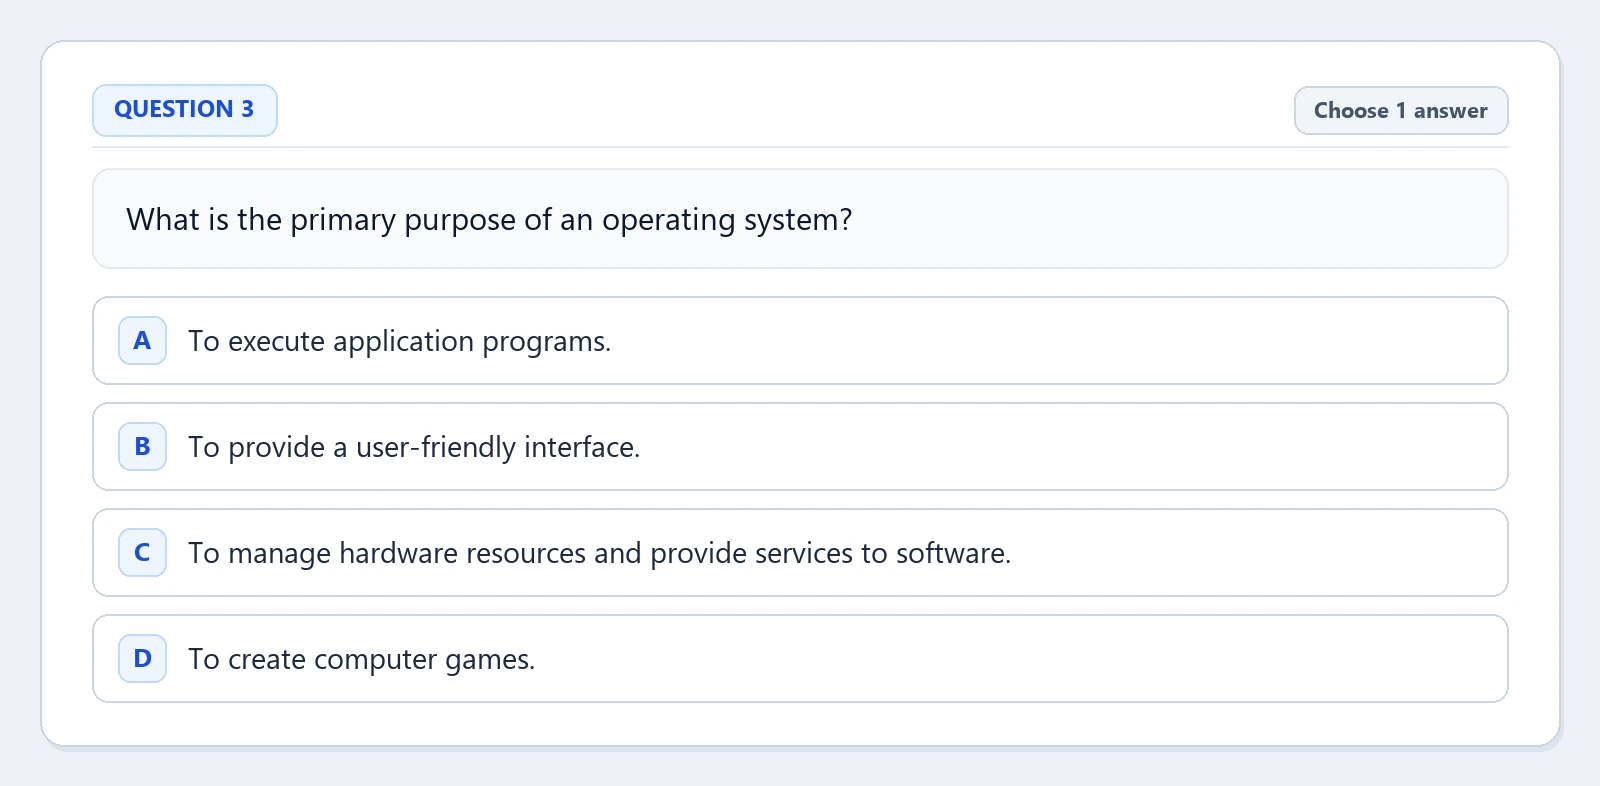 QUESTION 3
Choose 1 answer
What is the primary purpose of an operating system?
A To execute application programs.
B To provide a user-friendly interface.
C To manage hardware resources and provide services to software.
D To create computer games.